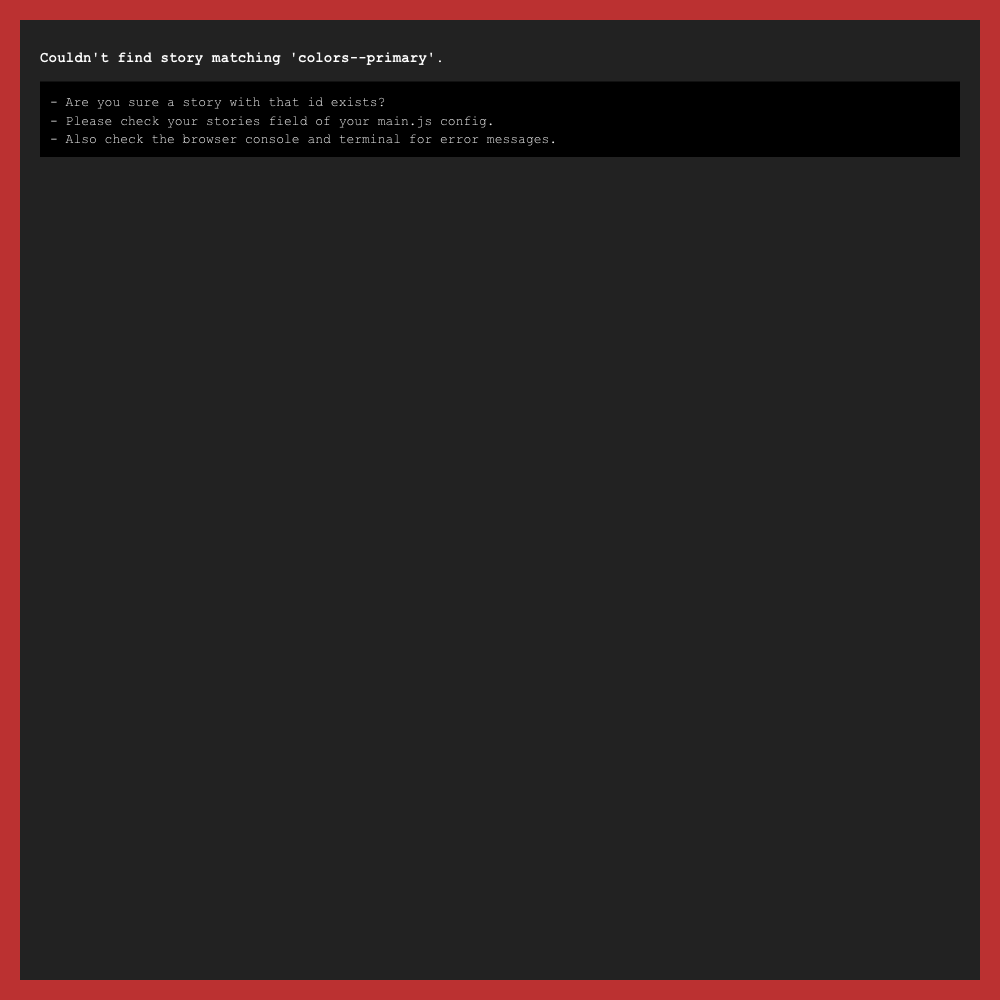 Couldn't find story matching 'colors--primary'.
- Are you sure a story with that id exists?
- Please check your stories field of your main.js config.
- Also check the browser console and terminal for error messages.